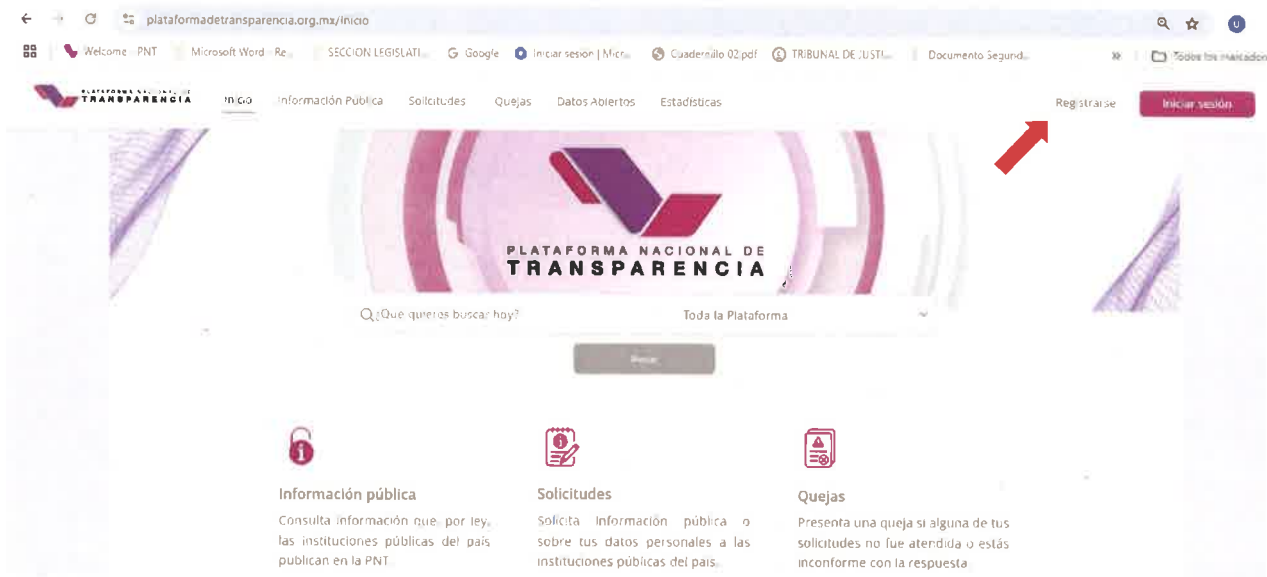 plataformadetransparencia.org.mx/inicio
U
Welcome - PNT
Microsoft Word - Re...
SECCION LEGISLATI...
Google
Iniciar sesión | Micr...
Cuadernillo 02.pdf
TRIBUNAL DE JUSTI...
Documento Segund...
»
Todos los marcadores
PLATAFORMA NACIONAL DE
TRANSPARENCIA
Inicio
Información Pública
Solicitudes
Quejas
Datos Abiertos
Estadísticas
Registrarse
Iniciar sesión
PLATAFORMA NACIONAL DE
TRANSPARENCIA
¿Qué quieres buscar hoy?
Toda la Plataforma
Buscar
Información pública
Consulta información que, por ley,
las instituciones públicas del país
publican en la PNT.
Solicitudes
Solicita información pública o
sobre tus datos personales a las
instituciones públicas del país.
Quejas
Presenta una queja si alguna de tus
solicitudes no fue atendida o estás
inconforme con la respuesta